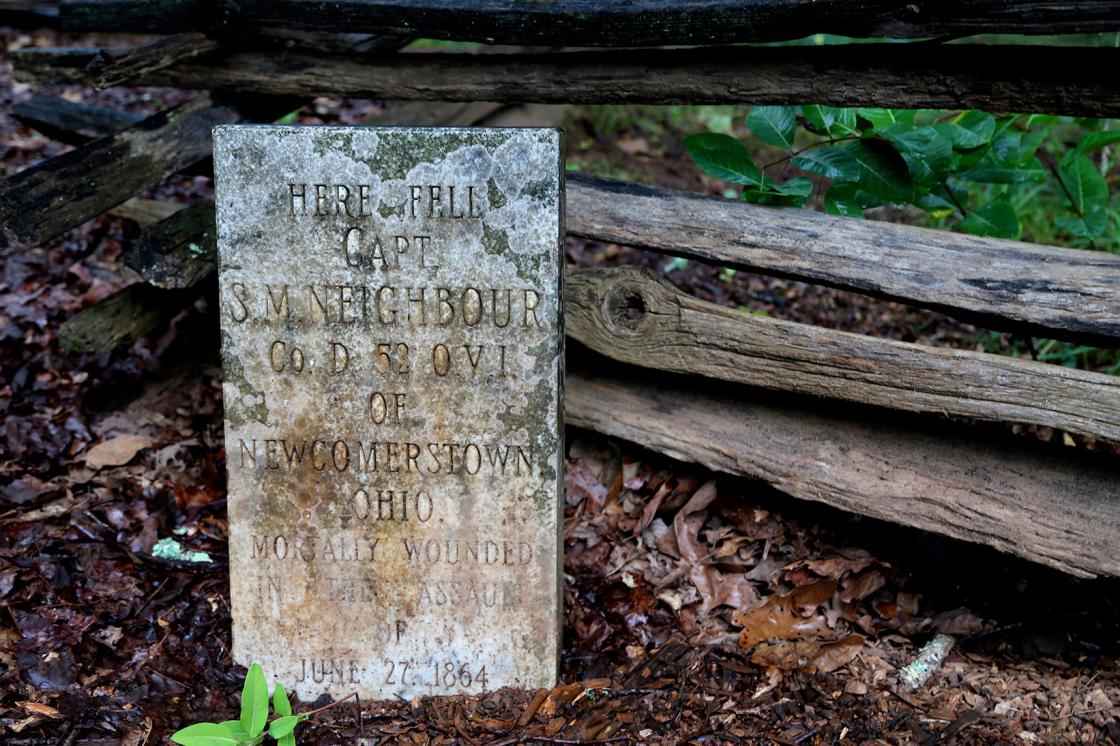 HERE FELL
CAPT.
S.M. NEIGHBOUR
CO. D. 52 O.V.I.
OF
NEWCOMERSTOWN
OHIO.
MORTALLY WOUNDED
IN THE ASSAULT
OF
JUNE 27. 1864